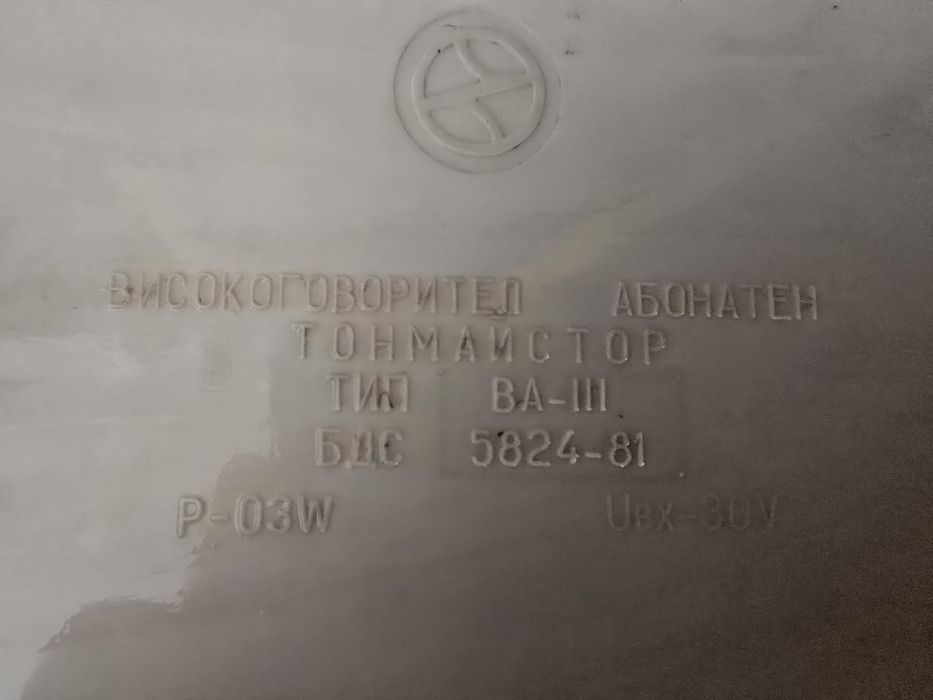 ВИСОКОГОВОРИТЕЛ АБОНАТЕН
ТОНМАИСТОР
ТИП ВА-III
БДС 5824-81
P-03W Uвх-30V